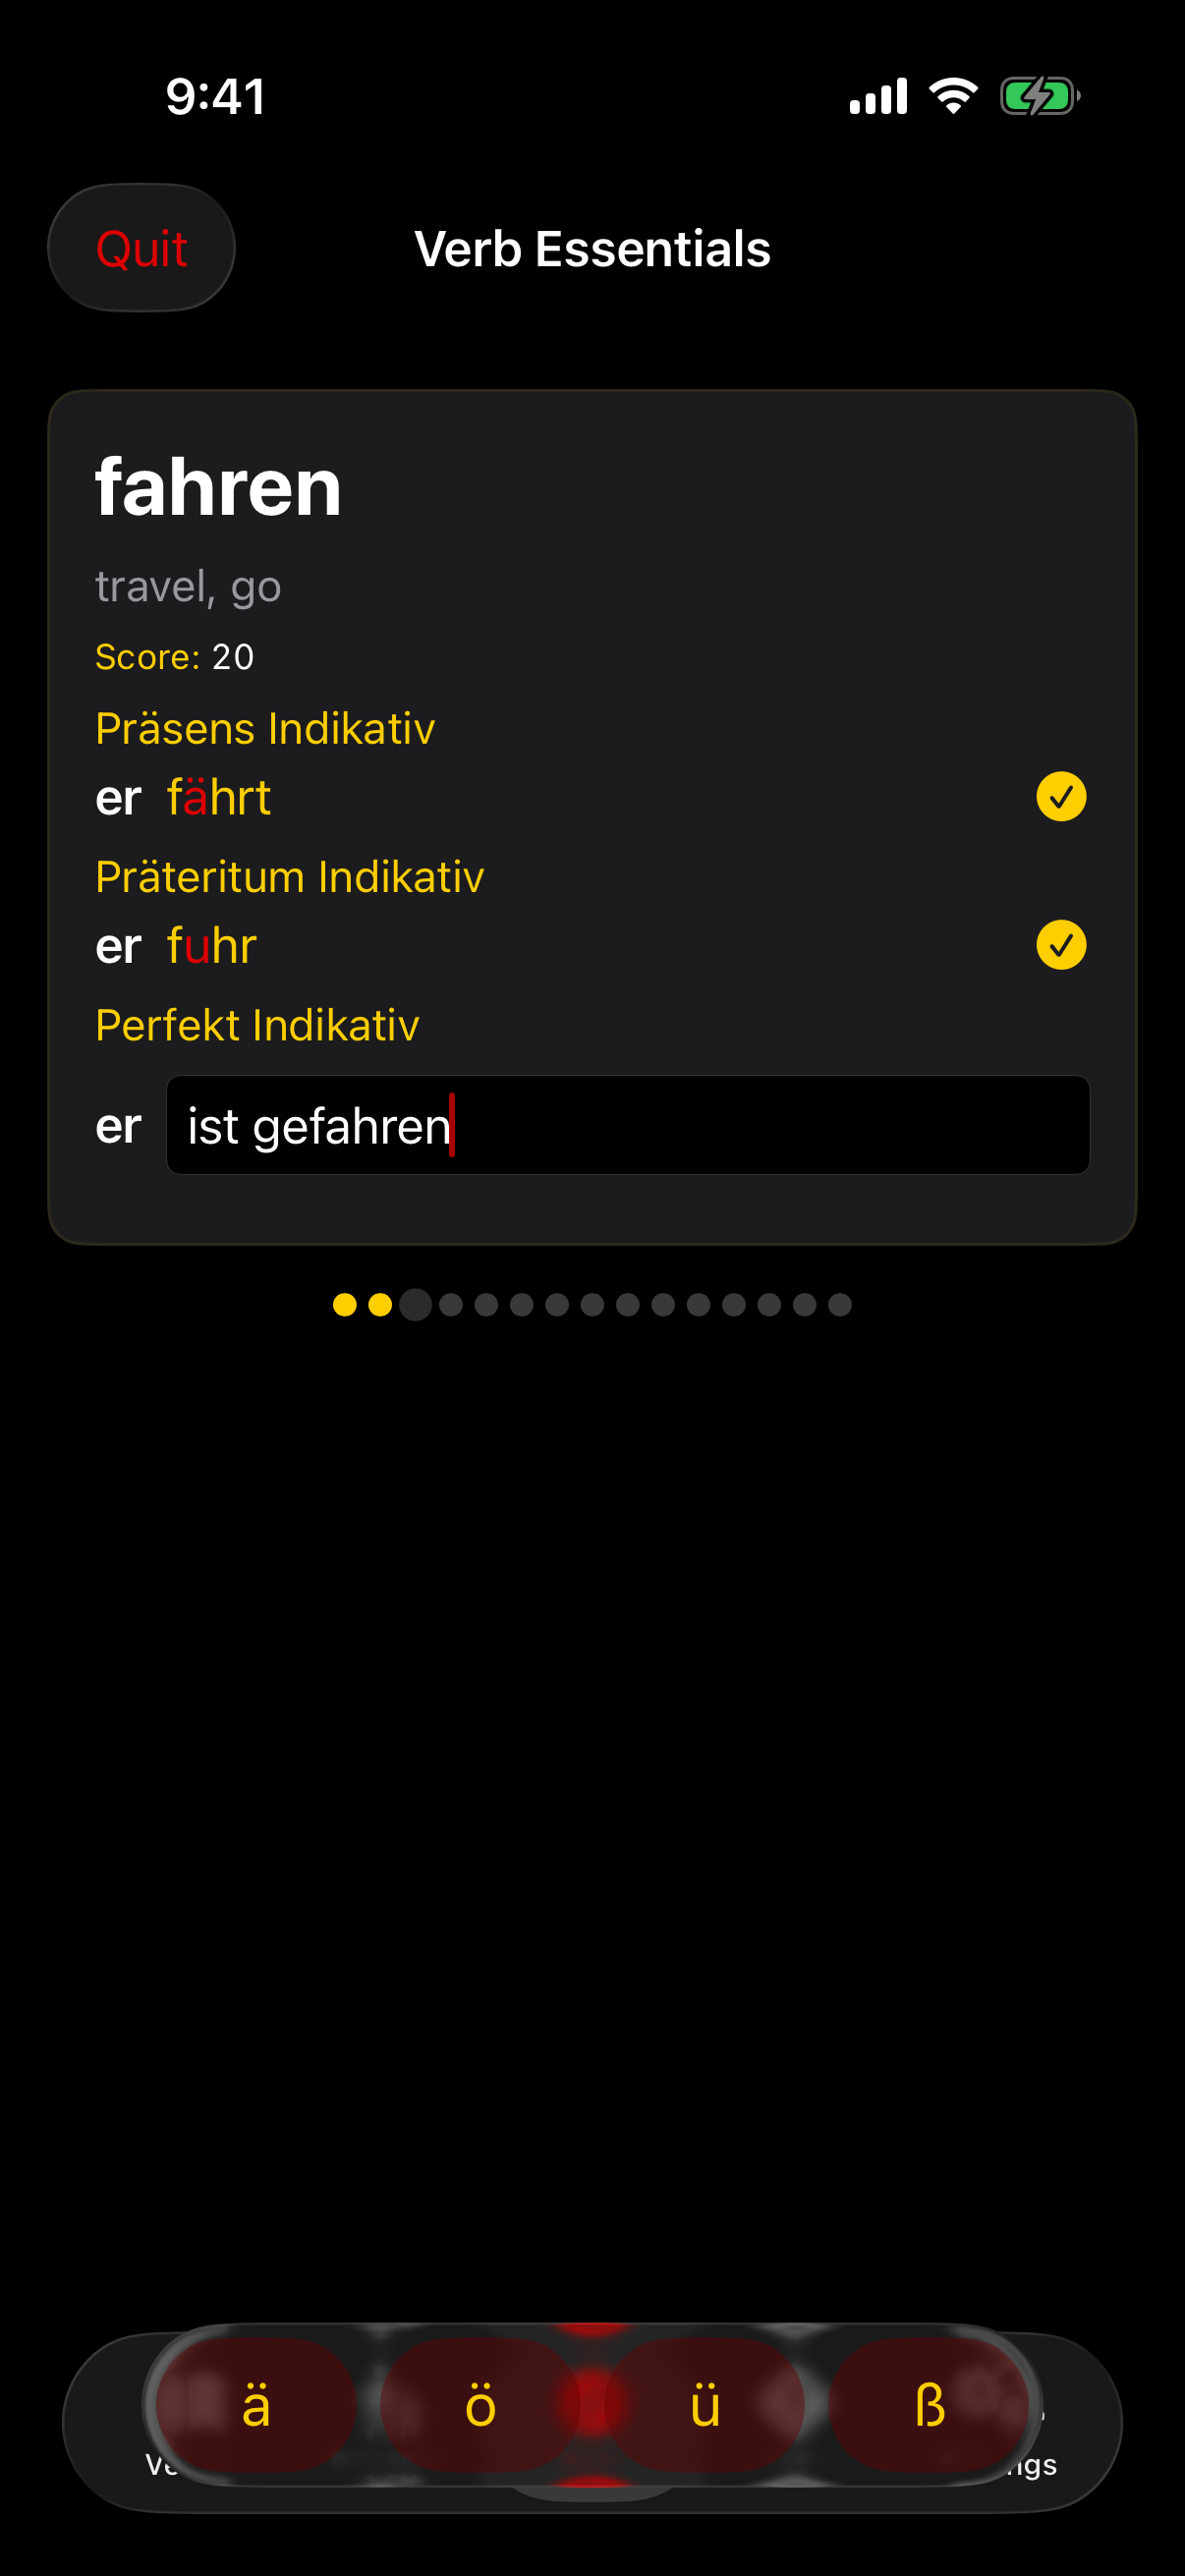 9:41
Quit
Verb Essentials
fahren
travel, go
Score: 20
Präsens Indikativ
er fährt
Präteritum Indikativ
er fuhr
Perfekt Indikativ
er ist gefahren
ä ö ü ß